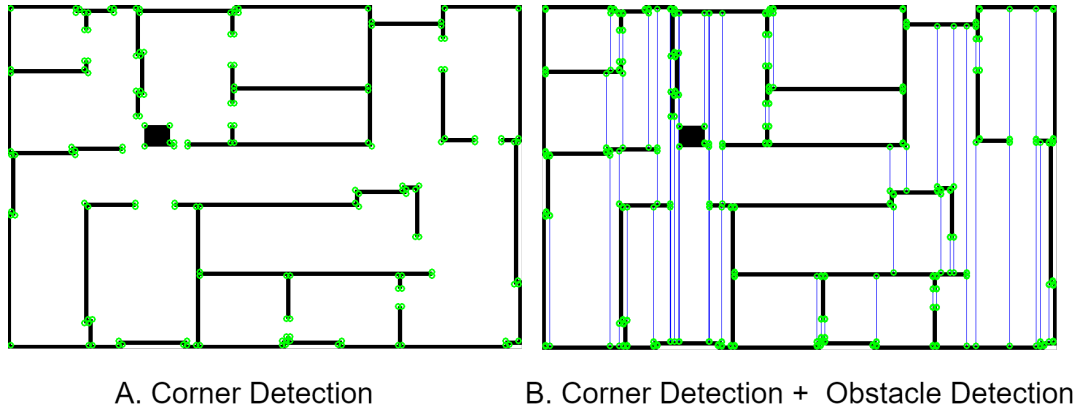 A. Corner Detection
B. Corner Detection + Obstacle Detection